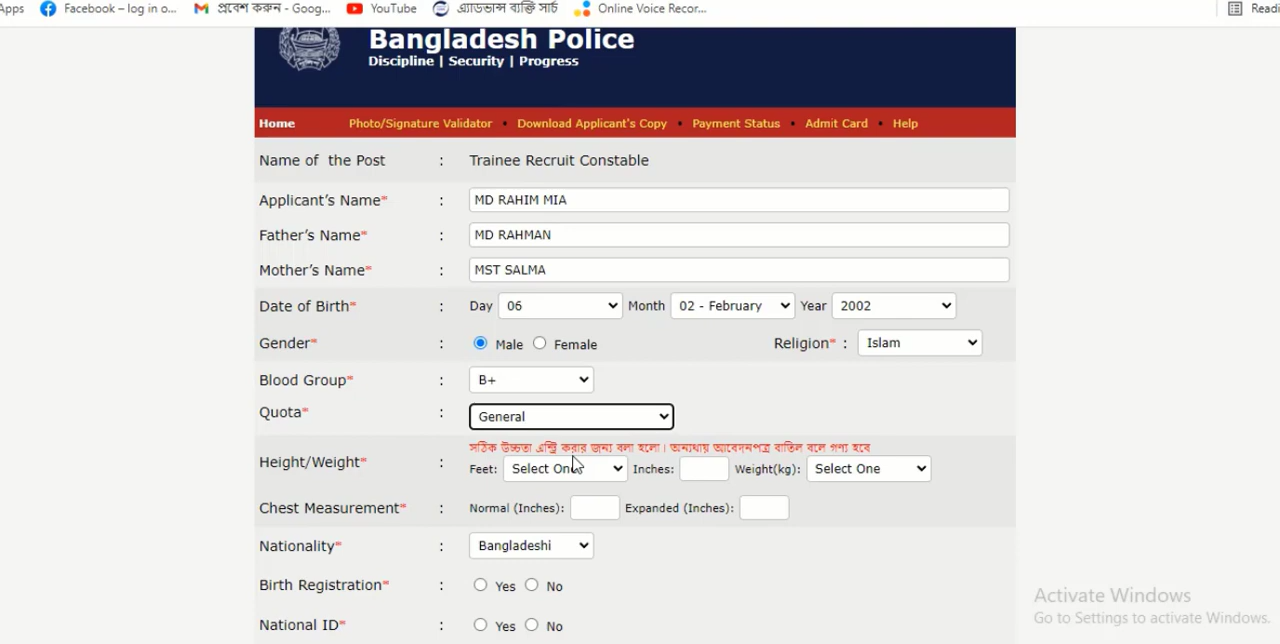 Apps Facebook – log in o... প্রবেশ করুন - Goog... YouTube এ্যাডভান্স ব্যক্তি সার্চ Online Voice Recor... Readi
Bangladesh Police
Discipline | Security | Progress
Home Photo/Signature Validator • Download Applicant's Copy • Payment Status • Admit Card • Help
Name of the Post : Trainee Recruit Constable
Applicant's Name* : MD RAHIM MIA
Father's Name* : MD RAHMAN
Mother's Name* : MST SALMA
Date of Birth* : Day 06 Month 02 - February Year 2002
Gender* : Male Female Religion* : Islam
Blood Group* : B+
Quota* : General
সঠিক উচ্চতা এন্ট্রি করার জন্য বলা হলো। অন্যথায় আবেদনপত্র বাতিল বলে গণ্য হবে
Height/Weight* : Feet: Select One Inches: Weight(kg): Select One
Chest Measurement* : Normal (Inches): Expanded (Inches):
Nationality* : Bangladeshi
Birth Registration* : Yes No
National ID* : Yes No
Activate Windows
Go to Settings to activate Windows.